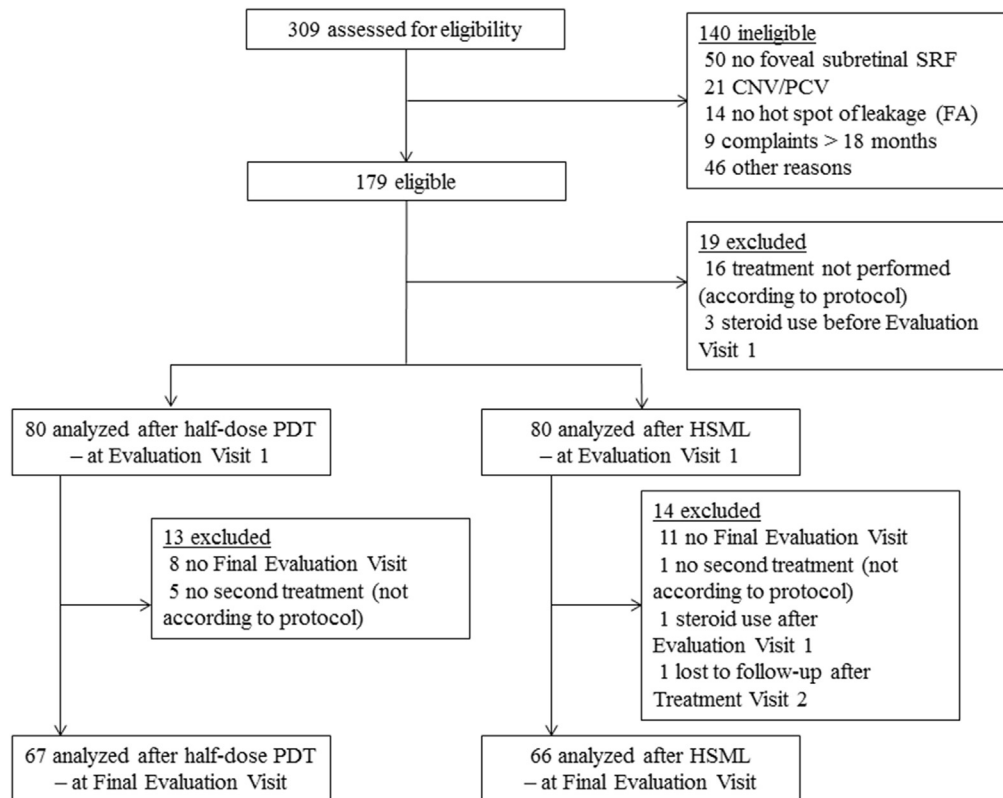 309 assessed for eligibility
140 ineligible
50 no foveal subretinal SRF
21 CNV/PCV
14 no hot spot of leakage (FA)
9 complaints > 18 months
46 other reasons
179 eligible
19 excluded
16 treatment not performed
(according to protocol)
3 steroid use before Evaluation
Visit 1
80 analyzed after half-dose PDT
– at Evaluation Visit 1
80 analyzed after HSML
– at Evaluation Visit 1
13 excluded
8 no Final Evaluation Visit
5 no second treatment (not
according to protocol)
14 excluded
11 no Final Evaluation Visit
1 no second treatment (not
according to protocol)
1 steroid use after
Evaluation Visit 1
1 lost to follow-up after
Treatment Visit 2
67 analyzed after half-dose PDT
– at Final Evaluation Visit
66 analyzed after HSML
– at Final Evaluation Visit